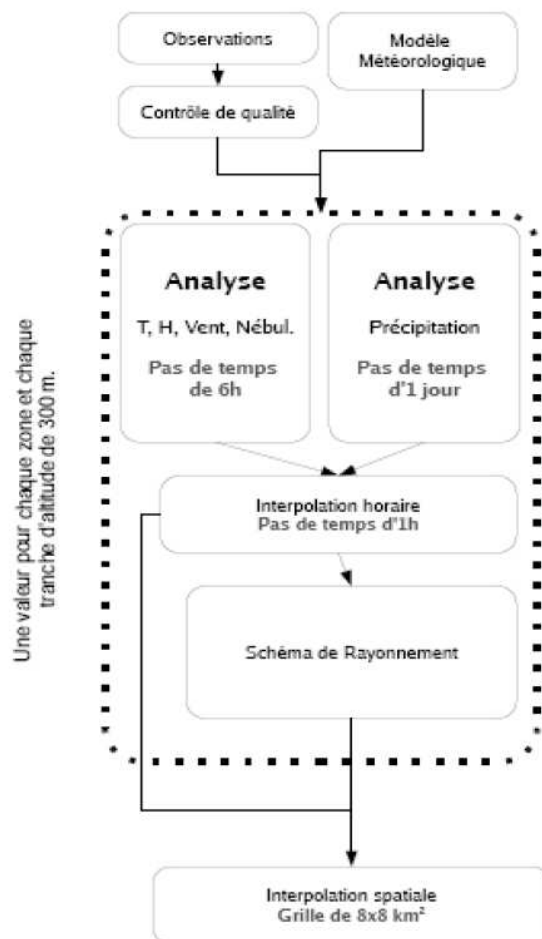 Observations
Modèle
Météorologique
Contrôle de qualité
Analyse
T, H, Vent, Nébul.
Pas de temps
de 6h
Analyse
Précipitation
Pas de temps
d'1 jour
Une valeur pour chaque zone et chaque
tranche d'altitude de 300 m.
Interpolation horaire
Pas de temps d'1h
Schéma de Rayonnement
Interpolation spatiale
Grille de 8x8 km²